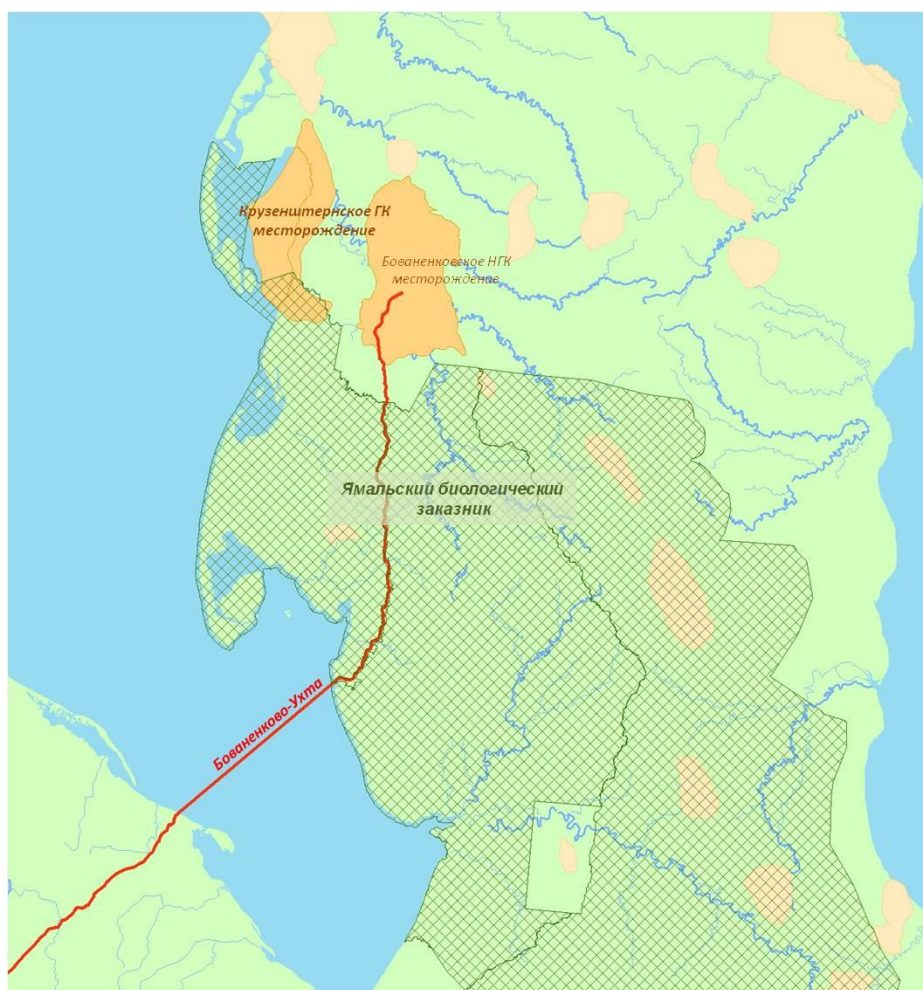 Крузенштернское ГК
месторождение
Бованенковское НГК
месторождение
Ямальский биологический
заказник
Бованенково-Ухта